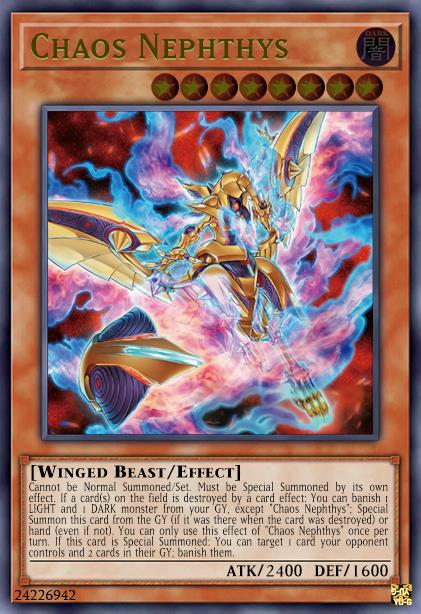 Chaos Nephthys
DARK
闇
[Winged Beast/Effect]
Cannot be Normal Summoned/Set. Must be Special Summoned by its own
effect. If a card(s) on the field is destroyed by a card effect: You can banish 1
LIGHT and 1 DARK monster from your GY, except "Chaos Nephthys"; Special
Summon this card from the GY (if it was there when the card was destroyed) or
hand (even if not). You can only use this effect of "Chaos Nephthys" once per
turn. If this card is Special Summoned: You can target 1 card your opponent
controls and 2 cards in their GY; banish them.
ATK/2400 DEF/1600
24226942